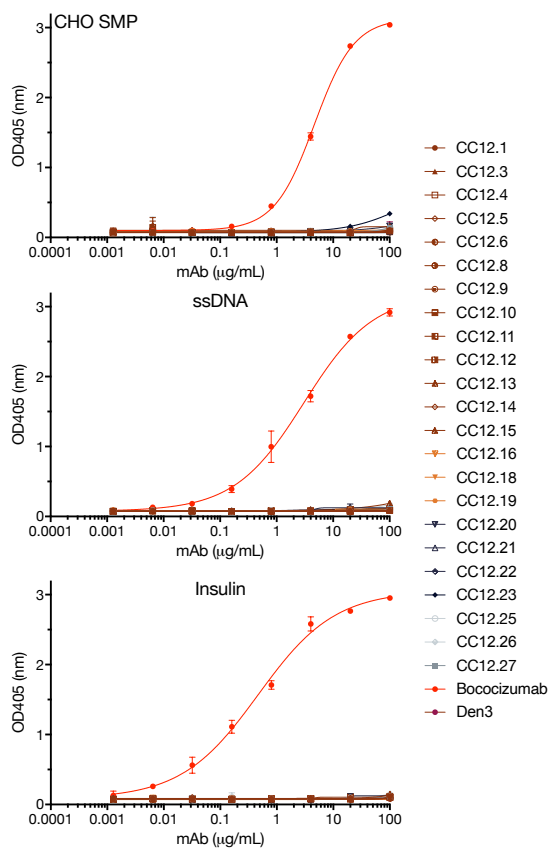 CHO SMP
3
2
1
0
OD405 (nm)
0.0001 0.001 0.01 0.1 1 10 100
mAb (μg/mL)
ssDNA
3
2
1
0
OD405 (nm)
0.0001 0.001 0.01 0.1 1 10 100
mAb (μg/mL)
Insulin
3
2
1
0
OD405 (nm)
0.0001 0.001 0.01 0.1 1 10 100
mAb (μg/mL)
CC12.1
CC12.3
CC12.4
CC12.5
CC12.6
CC12.8
CC12.9
CC12.10
CC12.11
CC12.12
CC12.13
CC12.14
CC12.15
CC12.16
CC12.18
CC12.19
CC12.20
CC12.21
CC12.22
CC12.23
CC12.25
CC12.26
CC12.27
Bococizumab
Den3